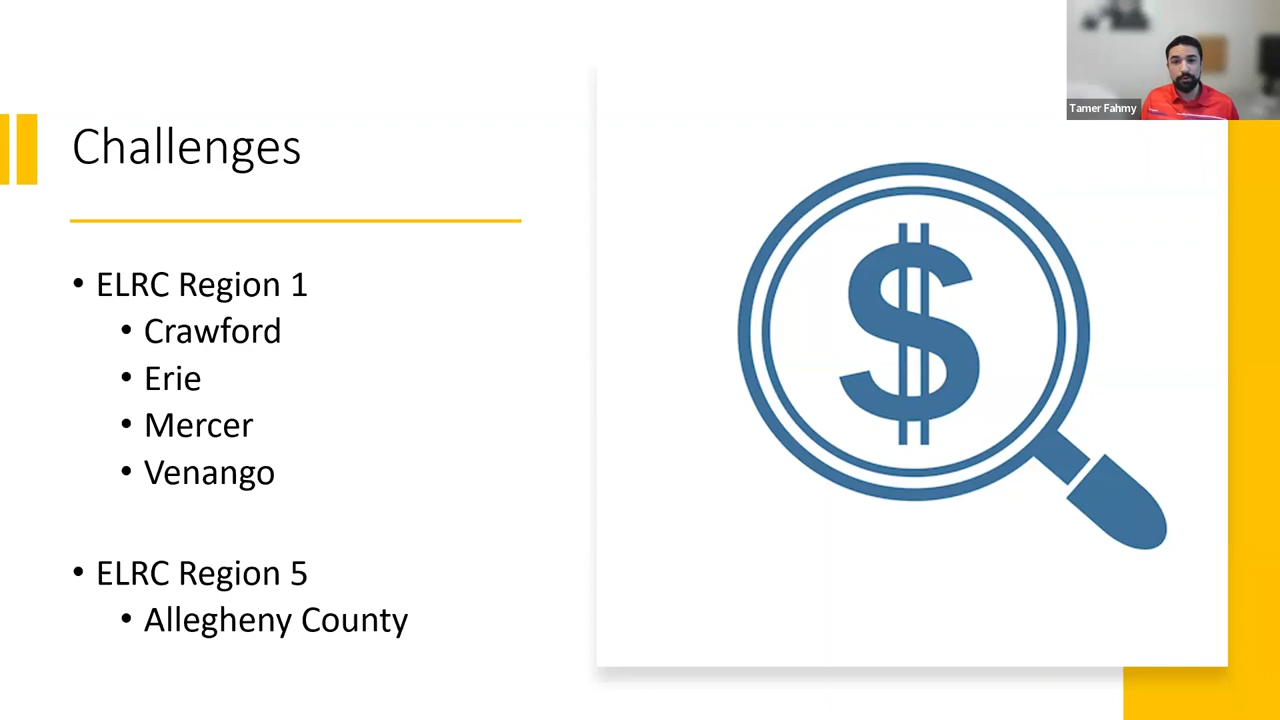 Tamer Fahmy
Challenges
• ELRC Region 1
• Crawford
• Erie
• Mercer
• Venango
• ELRC Region 5
• Allegheny County
$